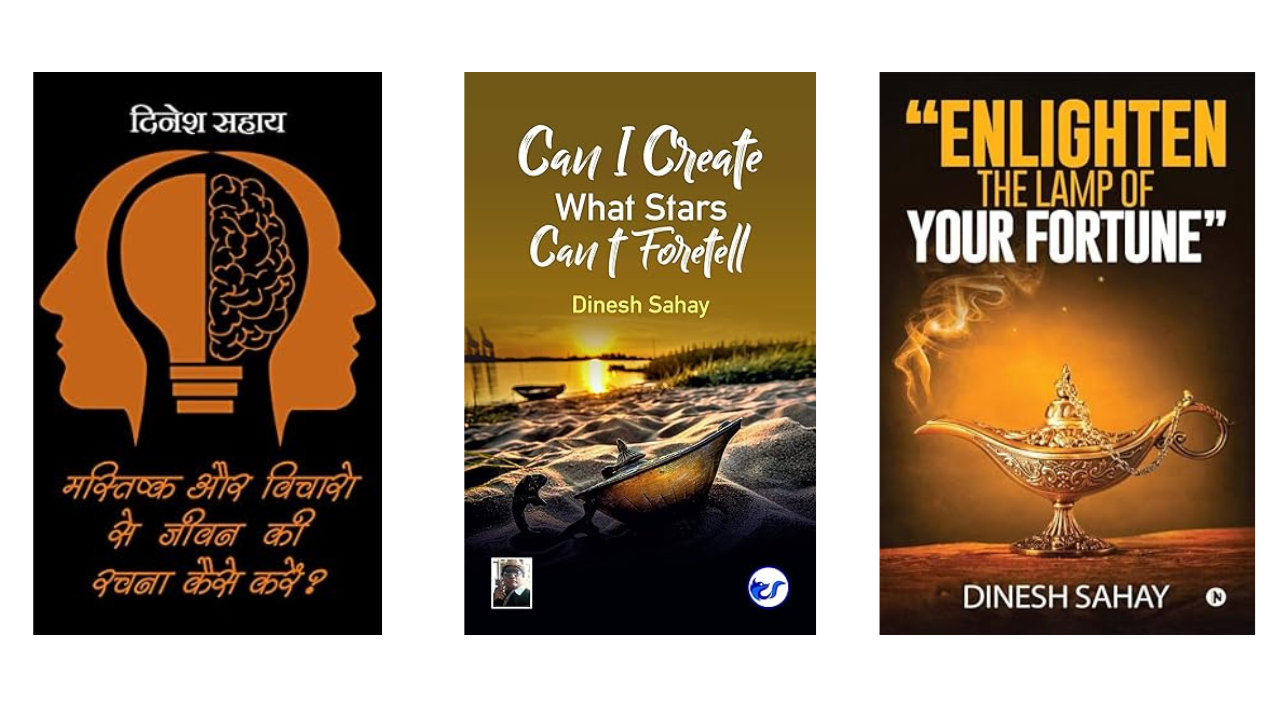 दिनेश सहाय
मस्तिष्क और विचारो
से जीवन की
रचना कैसे करें?
Can I Create
What Stars
Can t Foretell
Dinesh Sahay
"ENLIGHTEN
THE LAMP OF
YOUR FORTUNE"
DINESH SAHAY
N